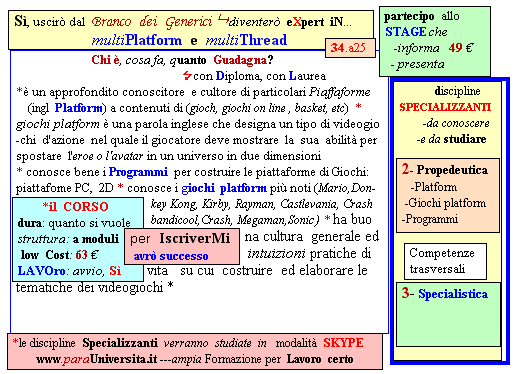 Sì, uscirò dal Branco dei Generici ↳diventerò eXpert iN...
multiPlatform e multiThread
34.a25
partecipo allo
STAGE che
-informa 49 €
- presenta
Chi è, cosa fa, quanto Guadagna?
con Diploma, con Laurea
*è un approfondito conoscitore e cultore di particolari Piaffaforme
(ingl Platform) a contenuti di (gioch, giochi on line , basket, etc) *
giochi platform è una parola inglese che designa un tipo di videogio
-chi d'azione nel quale il giocatore deve mostrare la sua abilità per
spostare l'eroe o l'avatar in un universo in due dimensioni
* conosce bene i Programmi per costruire le piattaforme di Giochi:
piattafome PC, 2D * conosce i giochi platform più noti (Mario,Don-
key Kong, Kirby, Rayman, Castlevania, Crash
bandicool,Crash, Megaman,Sonic) * ha buo
na cultura generale ed
intuizioni pratiche di
vita su cui costruire ed elaborare le
tematiche dei videogiochi *
*il CORSO
dura: quanto si vuole
struttura: a moduli
low Cost: 63 €
LAVOro: avvio, Sì
per IscriverMi
avrò successo
discipline
SPECIALIZZANTI
-da conoscere
-e da studiare
2- Propedeutica
-Platform
-Giochi platform
-Programmi
Competenze
trasversali
3- Specialistica
*le discipline Specializzanti verranno studiate in modalità SKYPE
www.paraUniversita.it ---ampia Formazione per Lavoro certo